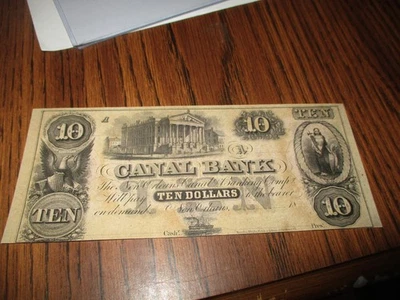 10 A 10 TEN
A
CANAL BANK
The New Orleans Canal & Banking Comp.y
Will pay TEN DOLLARS to the bearer
TEN on demand New Orleans 10
Cash.r Pres.